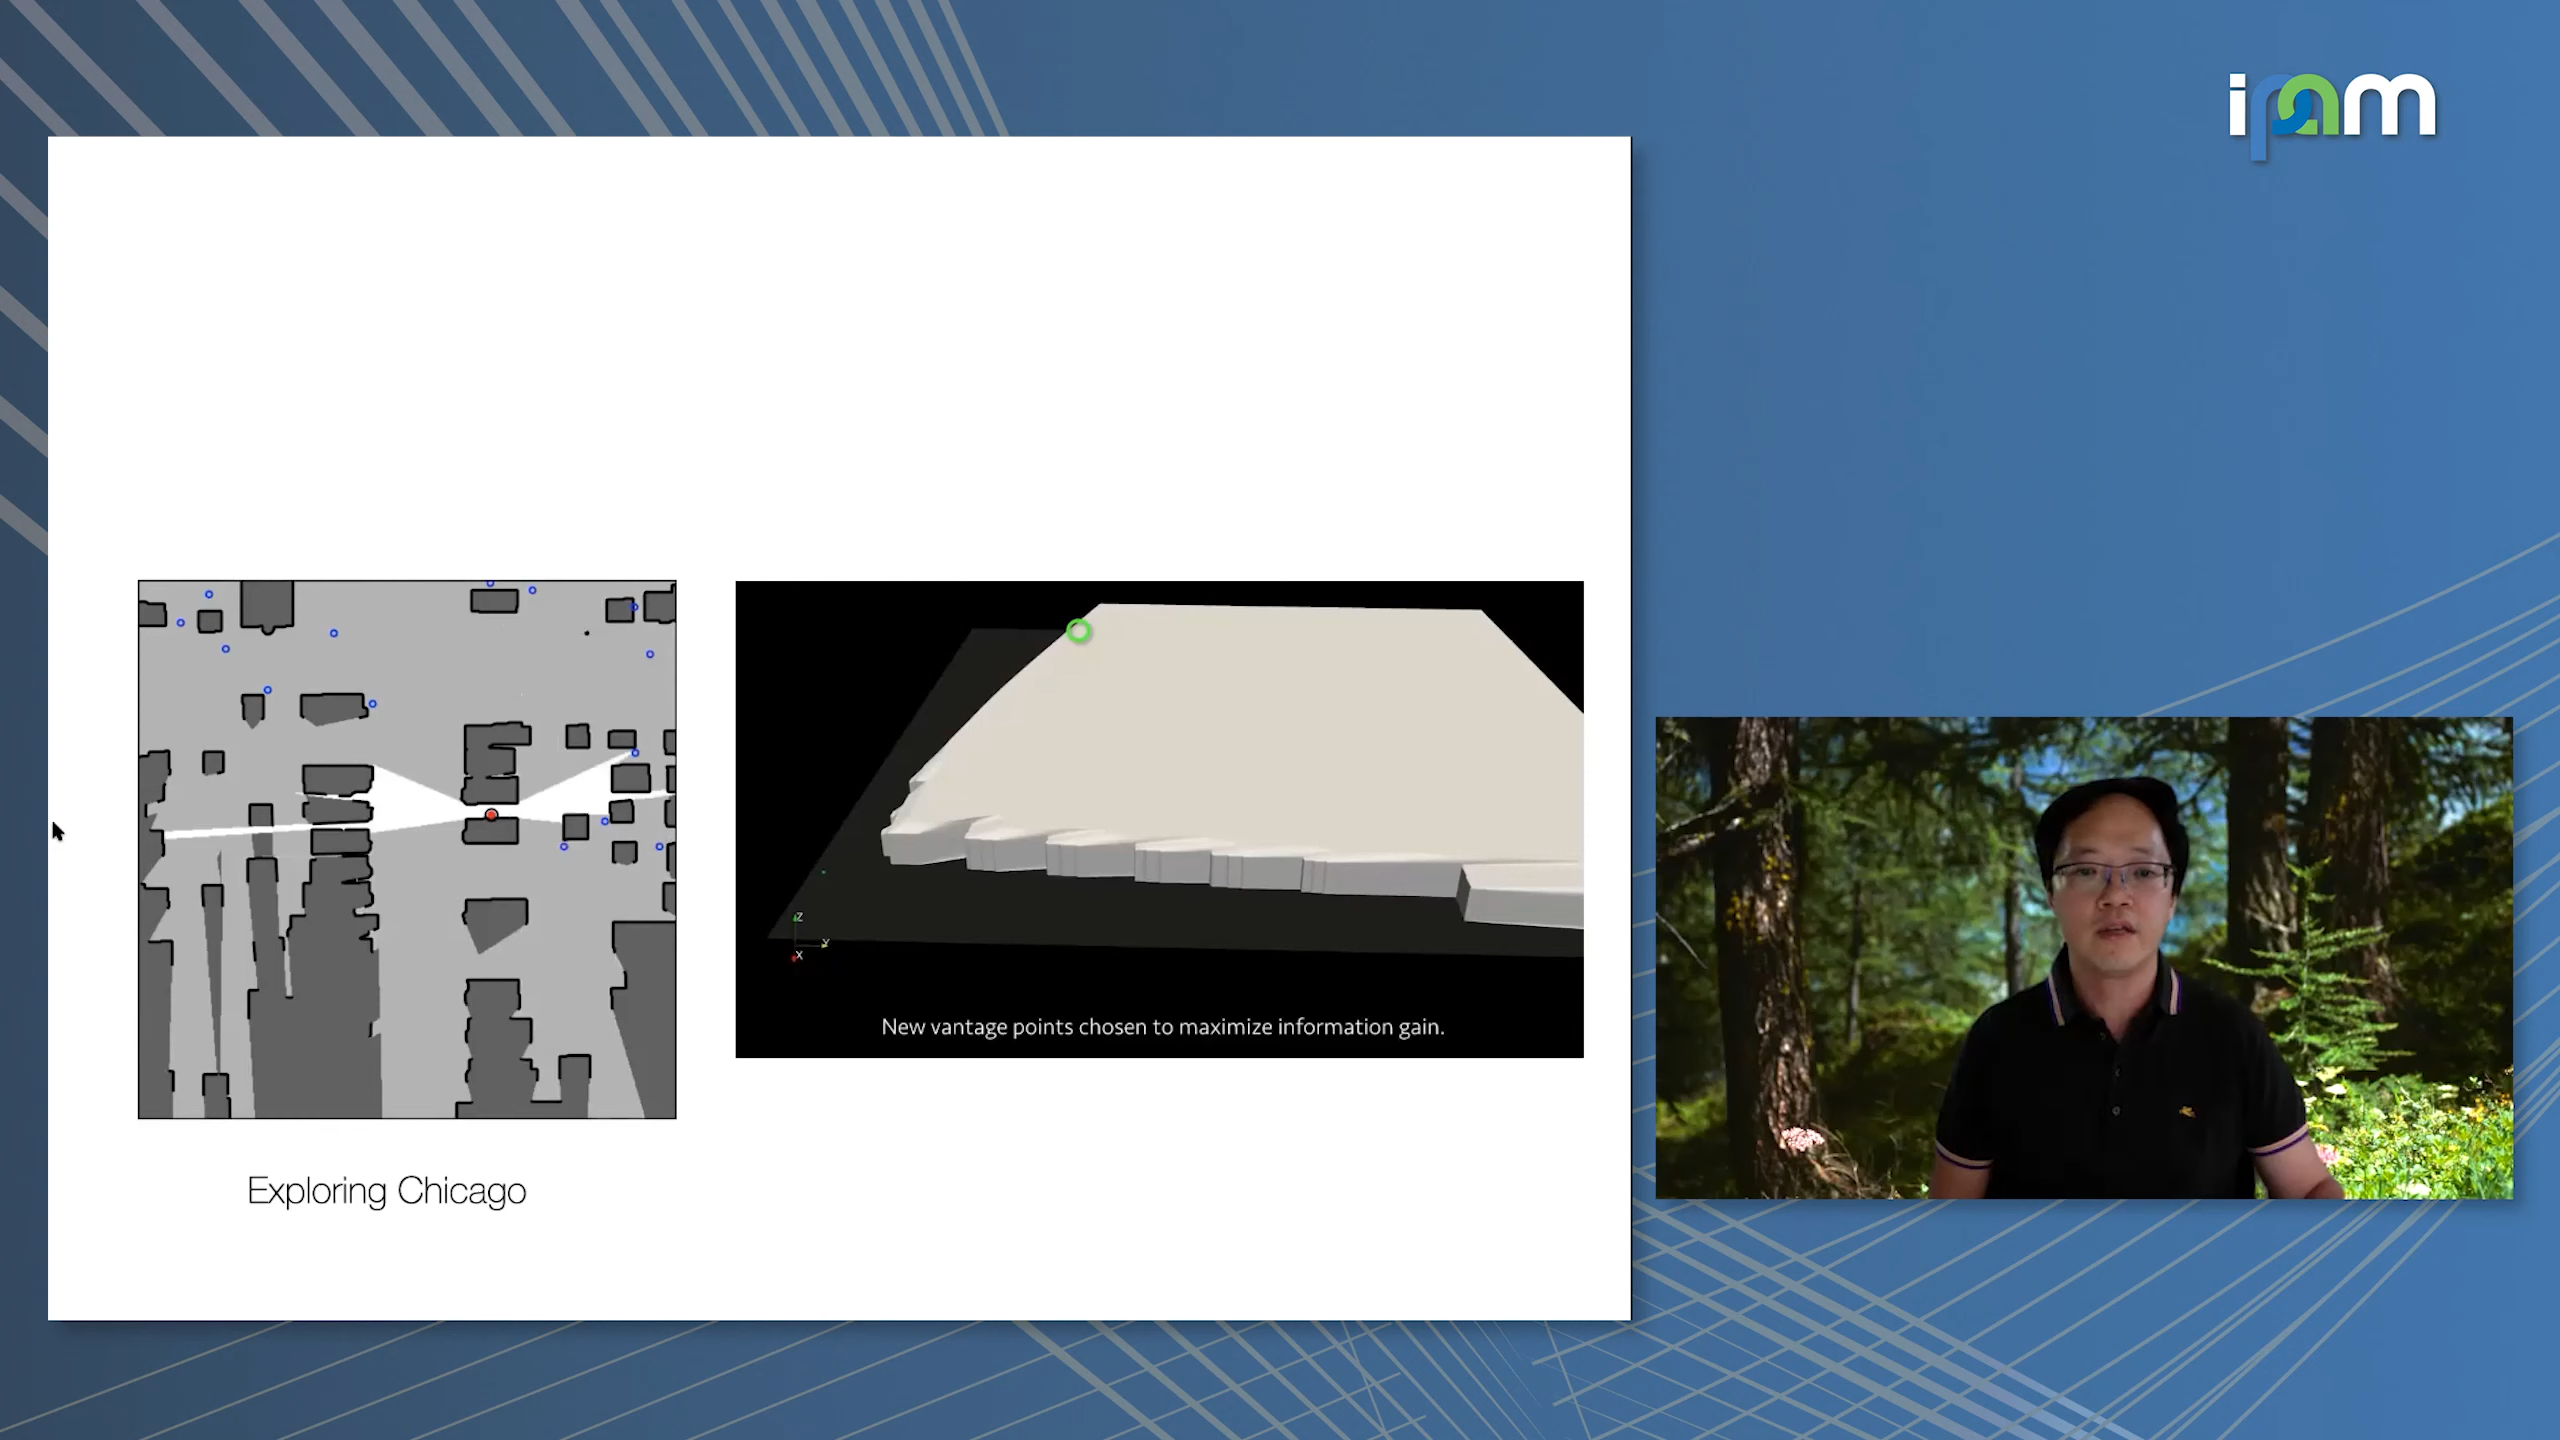 ipam
Z
Y
X
New vantage points chosen to maximize information gain.
Exploring Chicago